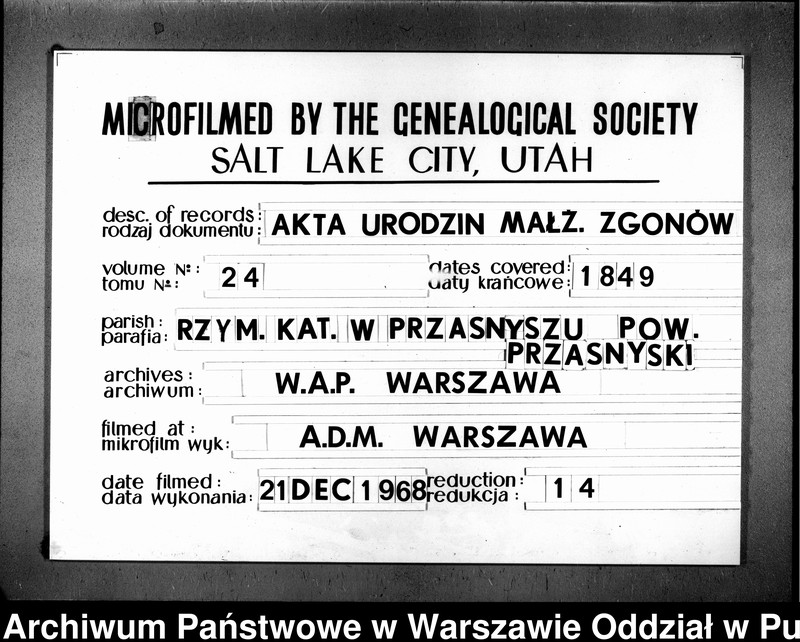 MICROFILMED BY THE GENEALOGICAL SOCIETY
SALT LAKE CITY, UTAH
desc. of records:
rodzaj dokumentu: AKTA URODZIN MAŁŻ. ZGONÓW
volume No: dates covered:
tomu No: 24 daty krańcowe: 1849
parish:
parafia: RZYM. KAT. W PRZASNYSZU POW.
PRZASNYSKI
archives:
archiwum: W.A.P. WARSZAWA
filmed at:
mikrofilm wyk: A.D.M. WARSZAWA
date filmed: reduction:
data wykonania: 21 DEC 1968 redukcja: 14
Archiwum Państwowe w Warszawie Oddział w Pu